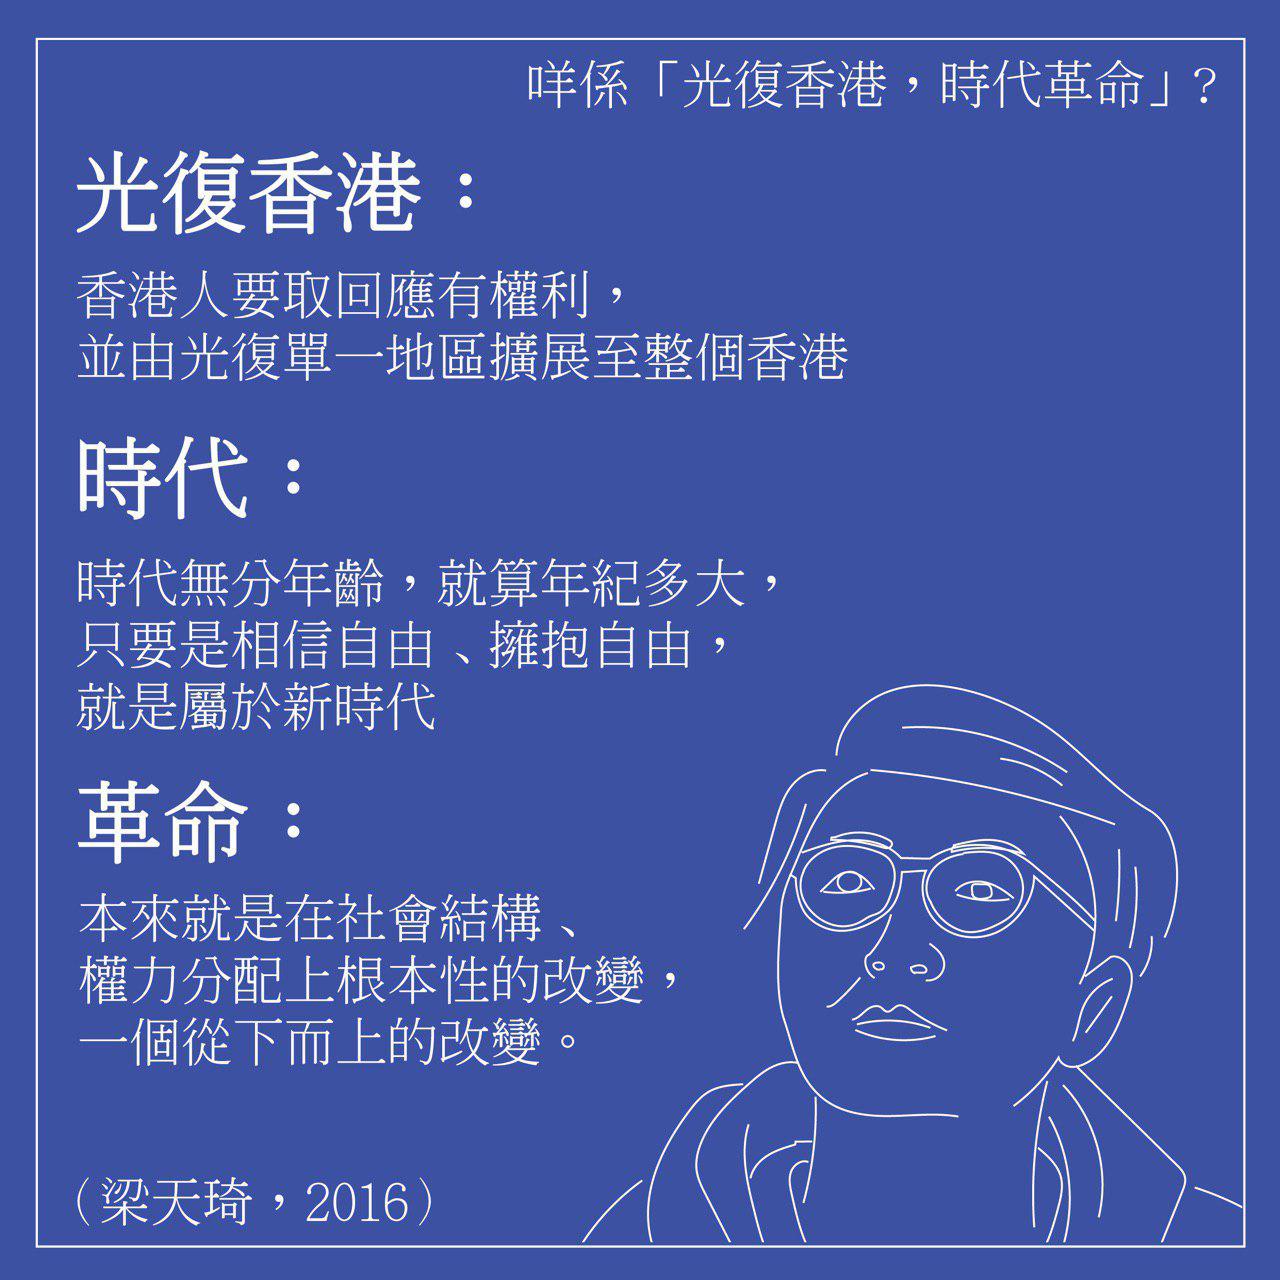 咩係「光復香港，時代革命」?
光復香港：
香港人要取回應有權利，
並由光復單一地區擴展至整個香港
時代：
時代無分年齡，就算年紀多大，
只要是相信自由、擁抱自由，
就是屬於新時代
革命：
本來就是在社會結構、
權力分配上根本性的改變，
一個從下而上的改變。
（梁天琦，2016）